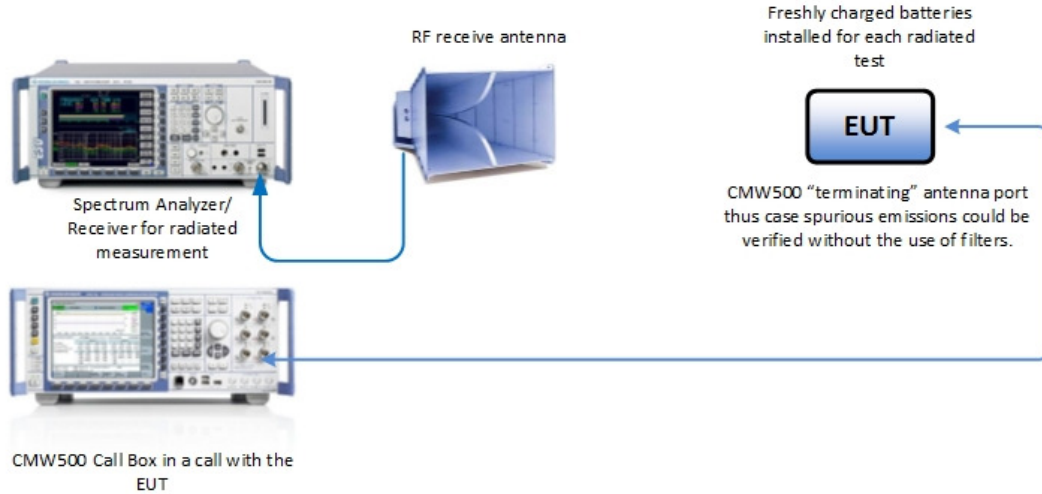 RF receive antenna
Freshly charged batteries
installed for each radiated
test
EUT
Spectrum Analyzer/
Receiver for radiated
measurement
CMW500 “terminating” antenna port
thus case spurious emissions could be
verified without the use of filters.
CMW500 Call Box in a call with the
EUT